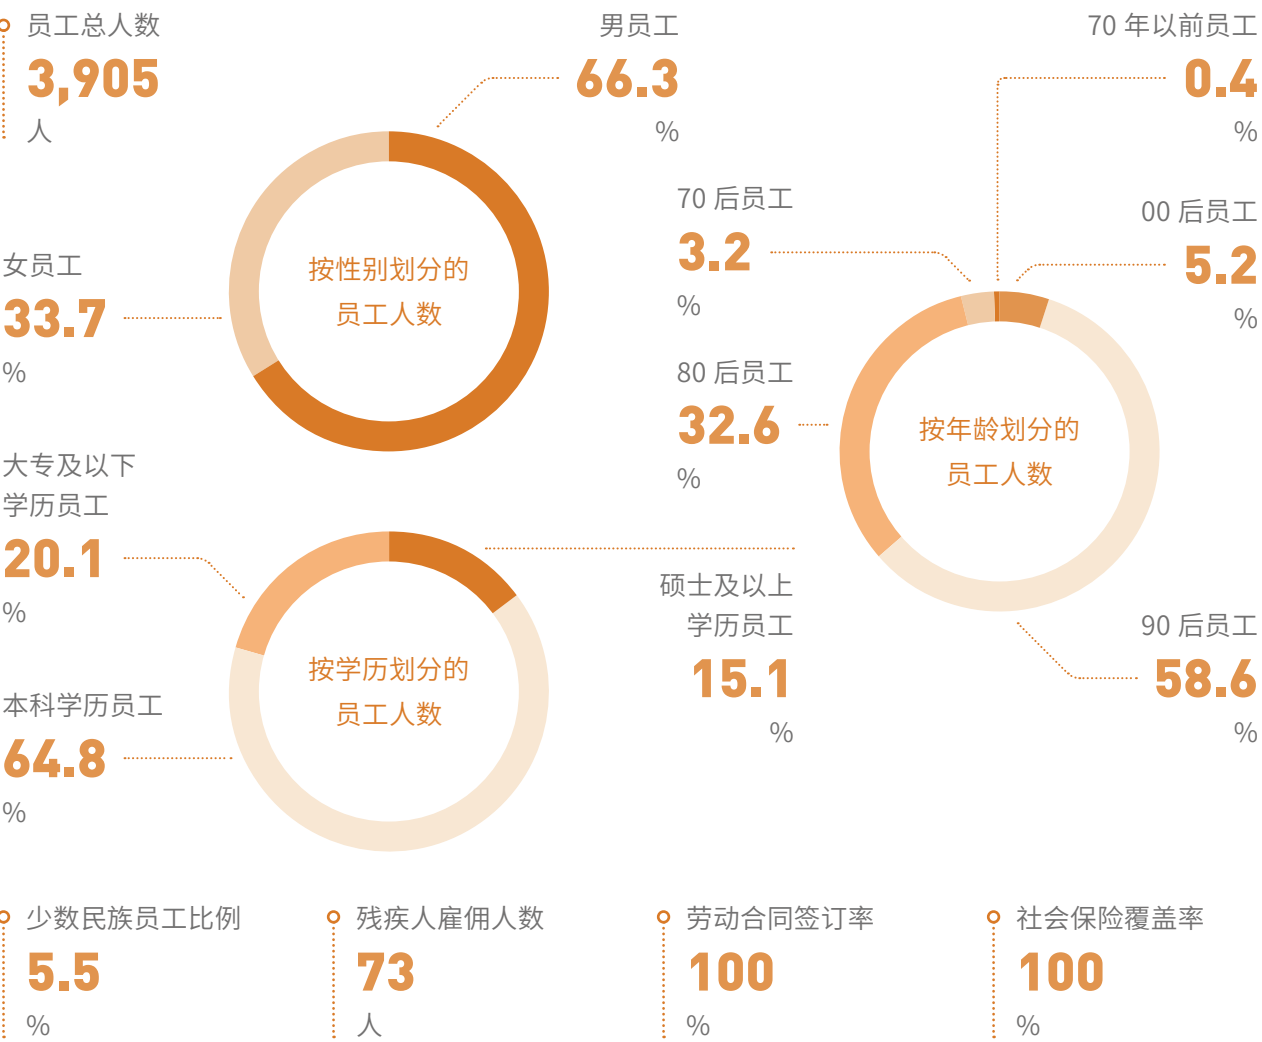 员工总人数
3,905
人
男员工
66.3
%
女员工
33.7
%
按性别划分的
员工人数
70 年以前员工
0.4
%
70 后员工
3.2
%
00 后员工
5.2
%
80 后员工
32.6
%
按年龄划分的
员工人数
90 后员工
58.6
%
大专及以下
学历员工
20.1
%
硕士及以上
学历员工
15.1
%
本科学历员工
64.8
%
按学历划分的
员工人数
少数民族员工比例
5.5
%
残疾人雇佣人数
73
人
劳动合同签订率
100
%
社会保险覆盖率
100
%